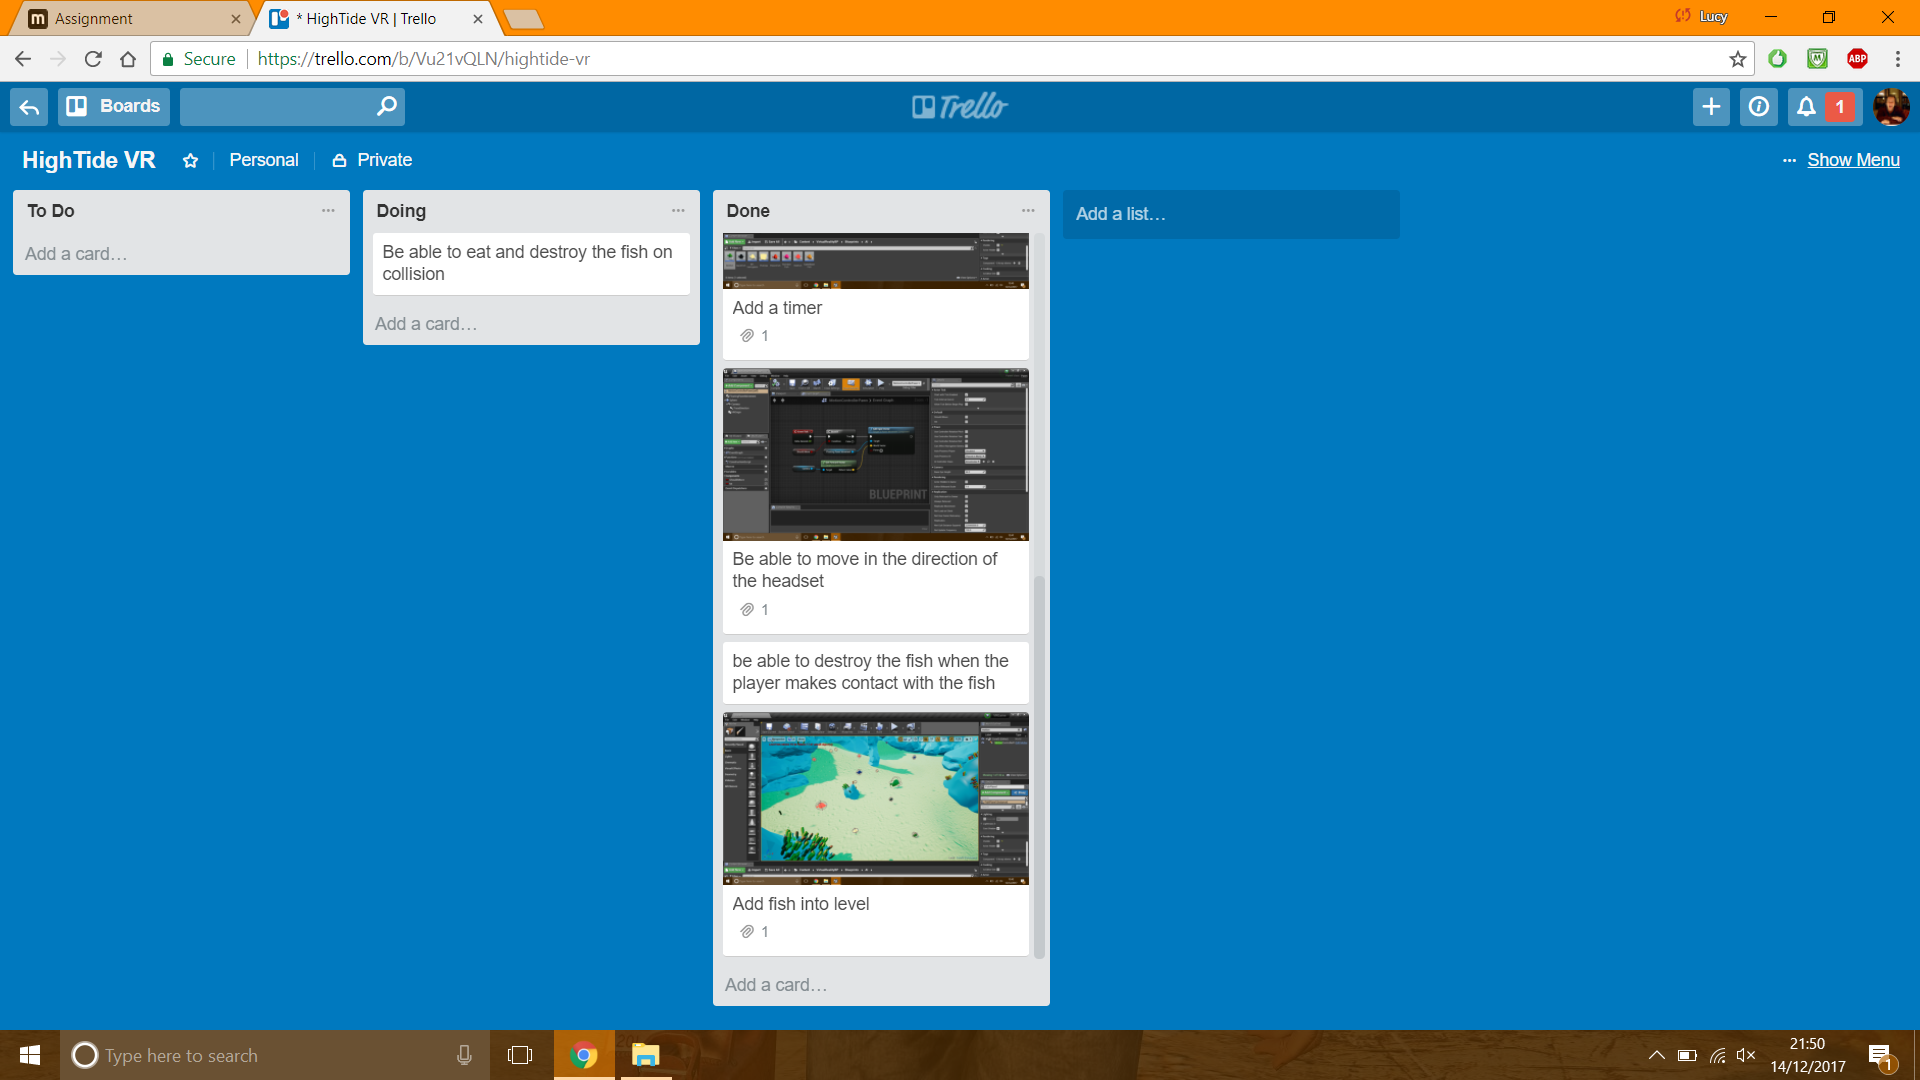 Assignment
* HighTide VR | Trello
Lucy
Secure
https://trello.com/b/Vu21vQLN/hightide-vr
ABP
Boards
Trello
1
HighTide VR
Personal
Private
Show Menu
To Do
Add a card…
Doing
Be able to eat and destroy the fish on
collision
Add a card…
Done
Add a timer
1
BLUEPRINT
Be able to move in the direction of
the headset
1
be able to destroy the fish when the
player makes contact with the fish
Add fish into level
1
Add a card…
Add a list…
Type here to search
21:50
14/12/2017
1